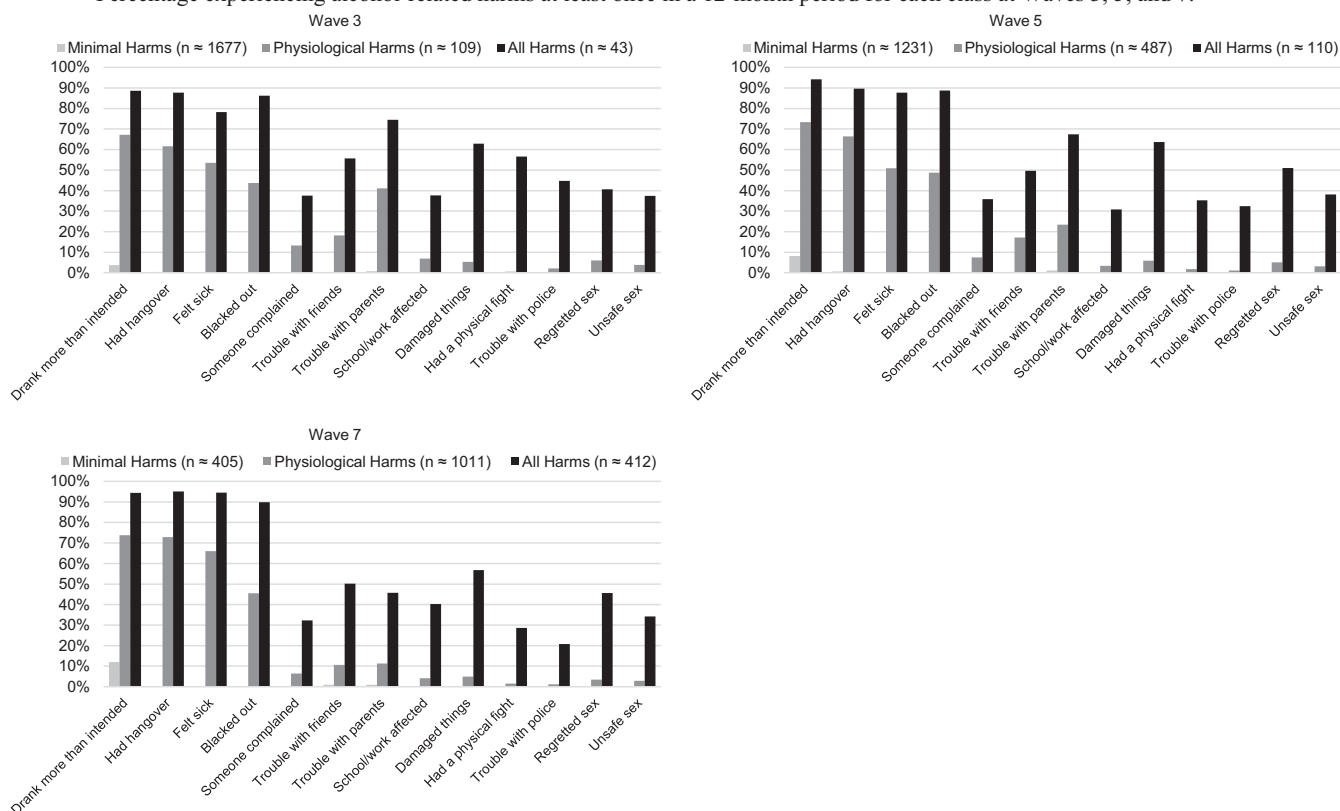 Percentage experiencing alcohol-related harms at least once in a 12-month period for each class at Waves 3, 5, and 7.
Wave 3
Minimal Harms (n ≈ 1677) Physiological Harms (n ≈ 109) All Harms (n ≈ 43)
100%
90%
80%
70%
60%
50%
40%
30%
20%
10%
0%
Drank more than intended
Had hangover
Felt sick
Blacked out
Someone complained
Trouble with friends
Trouble with parents
School/work affected
Damaged things
Had a physical fight
Trouble with police
Regretted sex
Unsafe sex
Wave 5
Minimal Harms (n ≈ 1231) Physiological Harms (n ≈ 487) All Harms (n ≈ 110)
100%
90%
80%
70%
60%
50%
40%
30%
20%
10%
0%
Drank more than intended
Had hangover
Felt sick
Blacked out
Someone complained
Trouble with friends
Trouble with parents
School/work affected
Damaged things
Had a physical fight
Trouble with police
Regretted sex
Unsafe sex
Wave 7
Minimal Harms (n ≈ 405) Physiological Harms (n ≈ 1011) All Harms (n ≈ 412)
100%
90%
80%
70%
60%
50%
40%
30%
20%
10%
0%
Drank more than intended
Had hangover
Felt sick
Blacked out
Someone complained
Trouble with friends
Trouble with parents
School/work affected
Damaged things
Had a physical fight
Trouble with police
Regretted sex
Unsafe sex